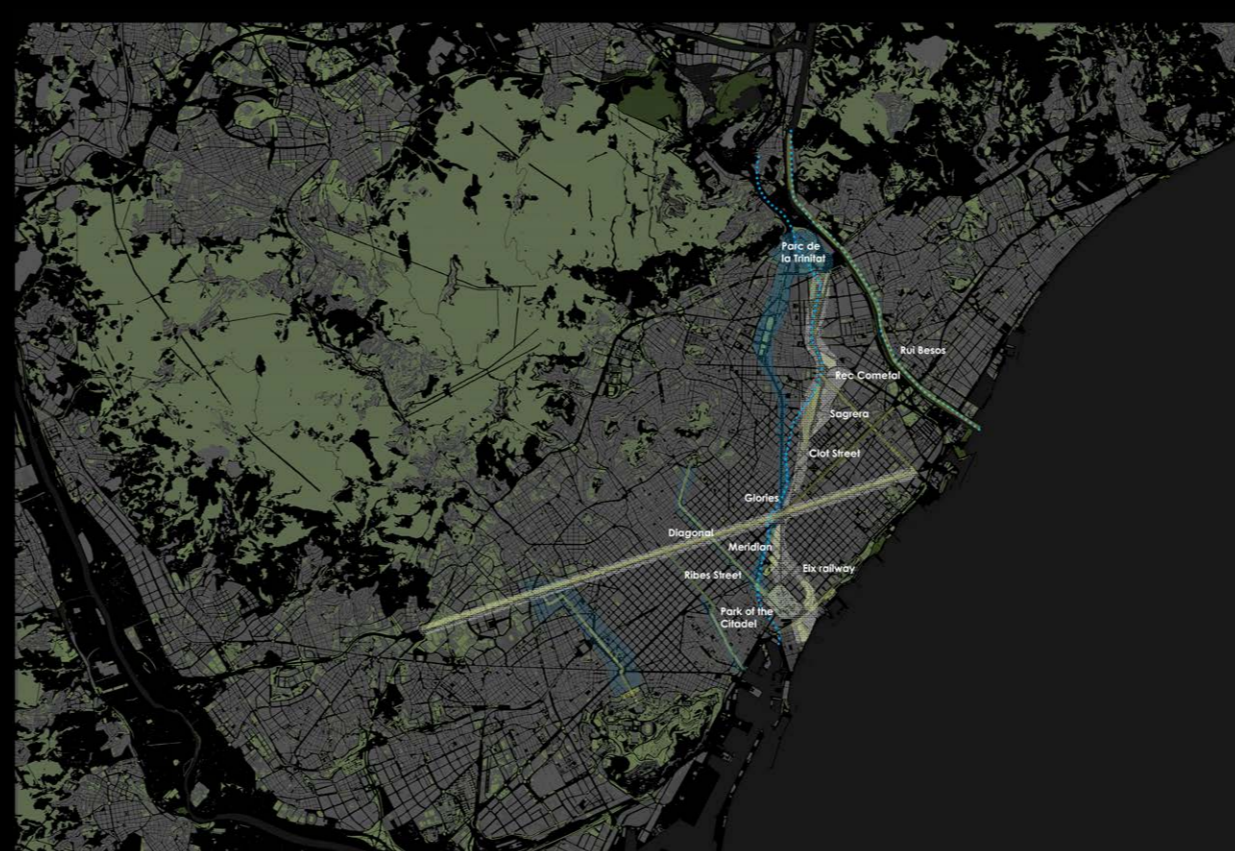 Parc de
la Trinitat
Rui Besos
Rec Cometal
Sagrera
Clot Street
Glories
Diagonal
Meridian
Eix railway
Ribes Street
Park of the
Citadel